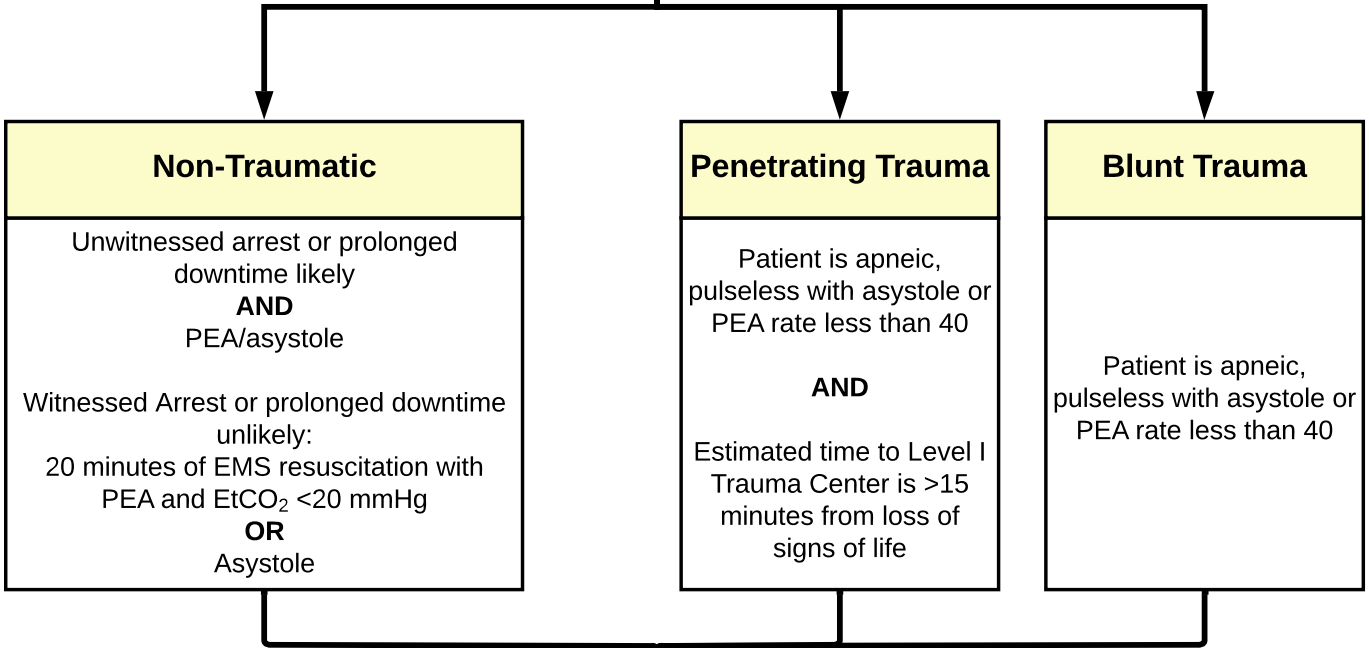 Non-Traumatic
Unwitnessed arrest or prolonged
downtime likely
AND
PEA/asystole
Witnessed Arrest or prolonged downtime
unlikely:
20 minutes of EMS resuscitation with
PEA and EtCO₂ <20 mmHg
OR
Asystole
Penetrating Trauma
Patient is apneic,
pulseless with asystole or
PEA rate less than 40
AND
Estimated time to Level I
Trauma Center is >15
minutes from loss of
signs of life
Blunt Trauma
Patient is apneic,
pulseless with asystole or
PEA rate less than 40